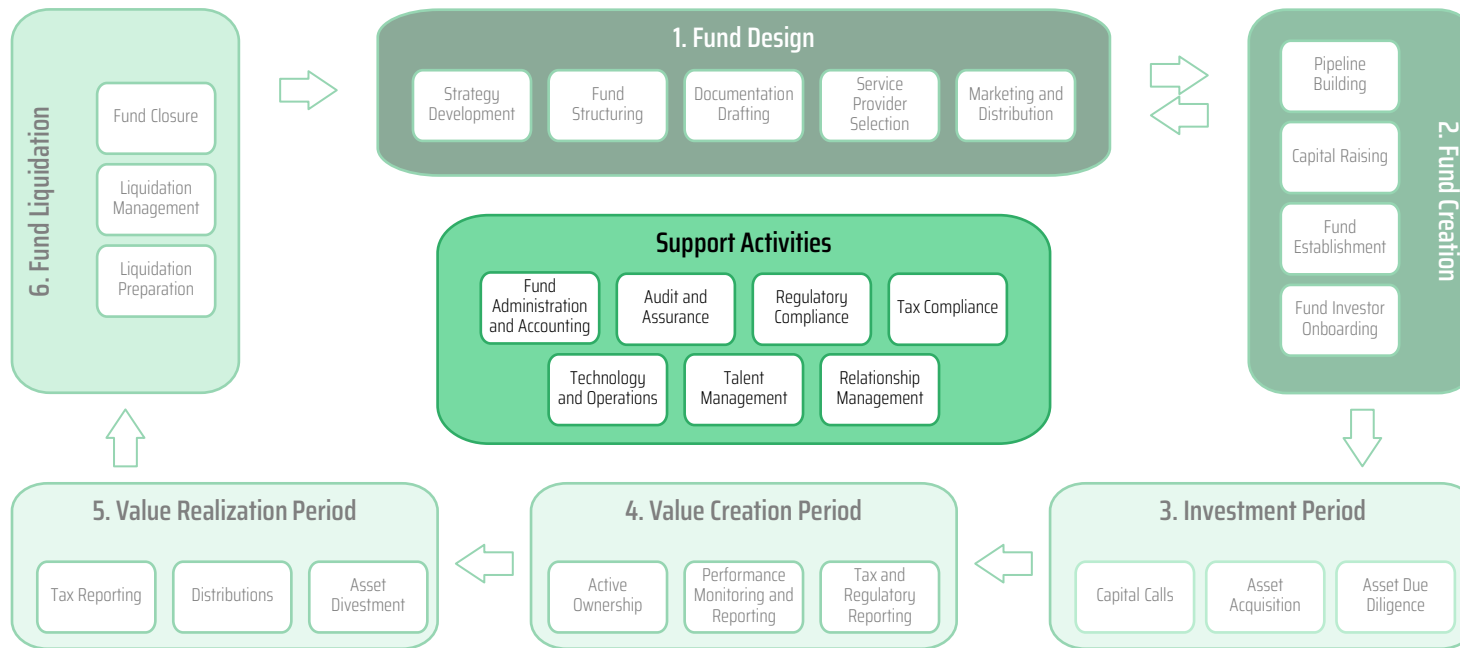 1. Fund Design
Strategy
Development
Fund
Structuring
Documentation
Drafting
Service
Provider
Selection
Marketing and
Distribution
2. Fund Creation
Pipeline
Building
Capital Raising
Fund
Establishment
Fund Investor
Onboarding
3. Investment Period
Capital Calls
Asset
Acquisition
Asset Due
Diligence
4. Value Creation Period
Active
Ownership
Performance
Monitoring and
Reporting
Tax and
Regulatory
Reporting
5. Value Realization Period
Tax Reporting
Distributions
Asset
Divestment
6. Fund Liquidation
Fund Closure
Liquidation
Management
Liquidation
Preparation
Support Activities
Fund
Administration
and Accounting
Audit and
Assurance
Regulatory
Compliance
Tax Compliance
Technology
and Operations
Talent
Management
Relationship
Management